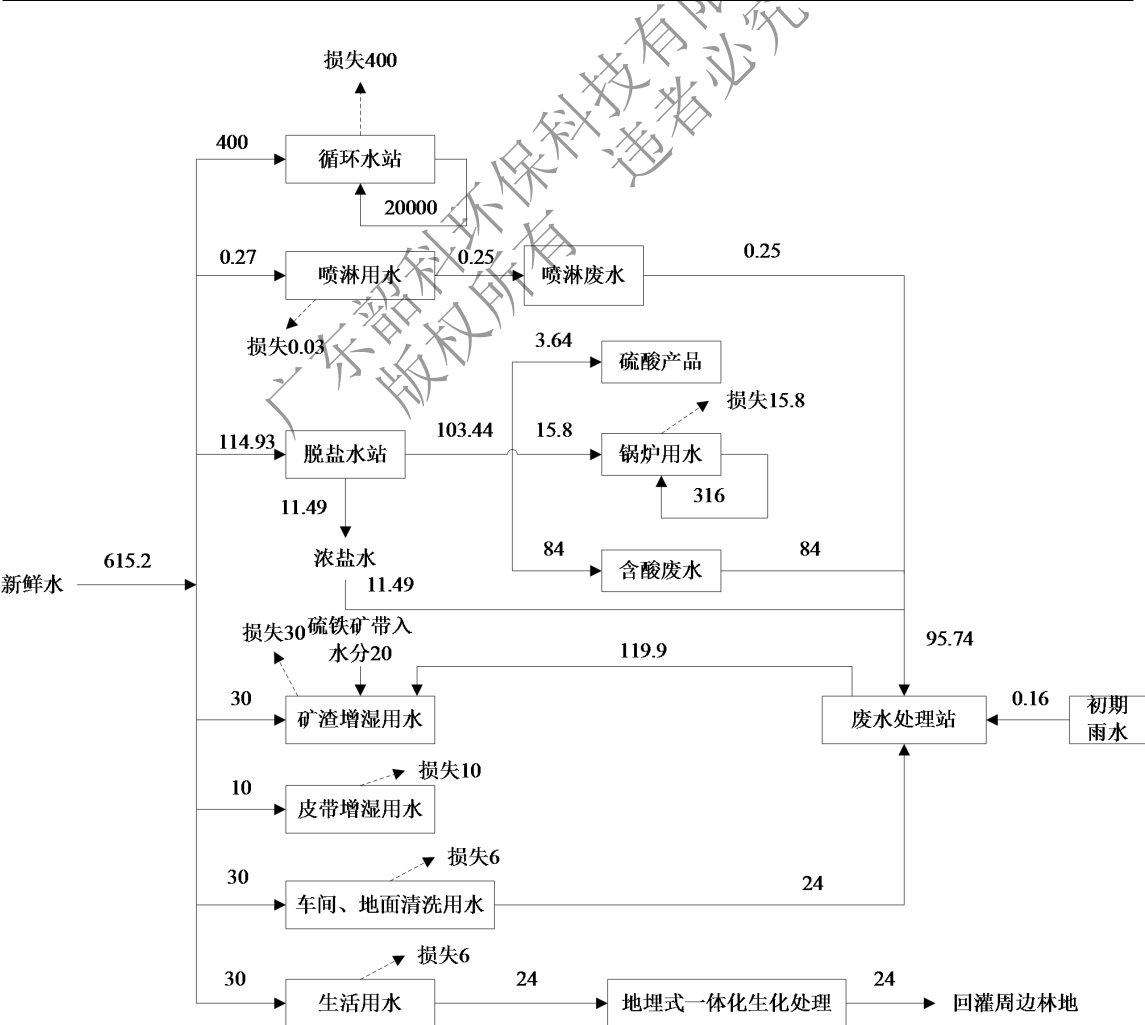 损失400
400
循环水站
20000
0.27
喷淋用水
0.25
喷淋废水
0.25
损失0.03
3.64
硫酸产品
损失15.8
114.93
脱盐水站
103.44
15.8
锅炉用水
316
11.49
浓盐水
11.49
84
含酸废水
84
新鲜水
615.2
损失30
硫铁矿带入
水分20
119.9
95.74
30
矿渣增湿用水
废水处理站
0.16
初期
雨水
10
皮带增湿用水
损失10
30
车间、地面清洗用水
损失6
24
30
生活用水
损失6
24
地埋式一体化生化处理
24
回灌周边林地
广东韶科环保科技有限
版权所有 违者必究